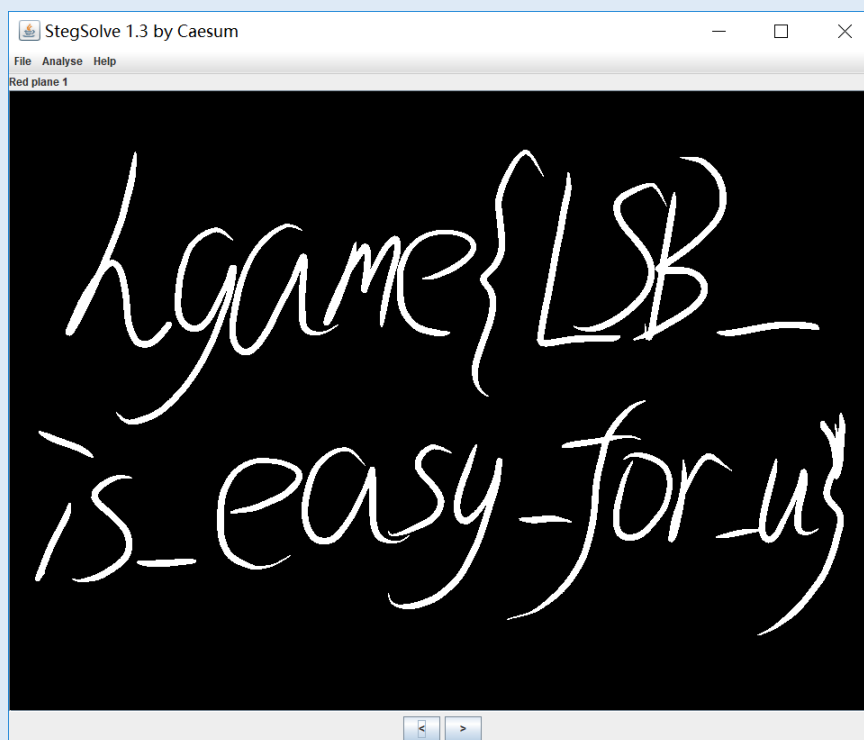 StegSolve 1.3 by Caesum
File Analyse Help
Red plane 1
hgame{LSB_
is_easy_for_u}
< >